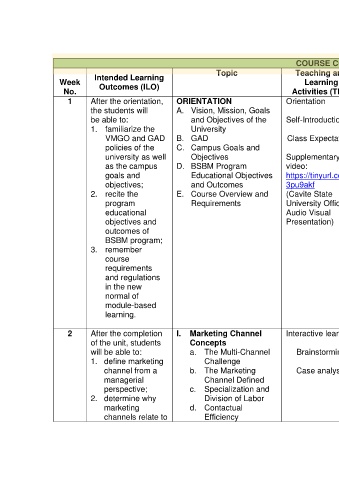 COURSE C
Week No.
Intended Learning Outcomes (ILO)
Topic
Teaching a
Learning
Activities (T
1
After the orientation,
the students will
be able to:
1. familiarize the
VMGO and GAD
policies of the
university as well
as the campus
goals and
objectives;
2. recite the
program
educational
objectives and
outcomes of
BSBM program;
3. remember
course
requirements
and regulations
in the new
normal of
module-based
learning.
ORIENTATION
A. Vision, Mission, Goals
and Objectives of the
University
B. GAD
C. Campus Goals and
Objectives
D. BSBM Program
Educational Objectives
and Outcomes
E. Course Overview and
Requirements
Orientation
Self-Introducti
Class Expecta
Supplementary
video:
https://tinyurl.c
3pu9akf
(Cavite State
University Offic
Audio Visual
Presentation)
2
After the completion
of the unit, students
will be able to:
1. define marketing
channel from a
managerial
perspective;
2. determine why
marketing
channels relate to
I. Marketing Channel
Concepts
a. The Multi-Channel
Challenge
b. The Marketing
Channel Defined
c. Specialization and
Division of Labor
d. Contactual
Efficiency
Interactive lear
Brainstormi
Case analys